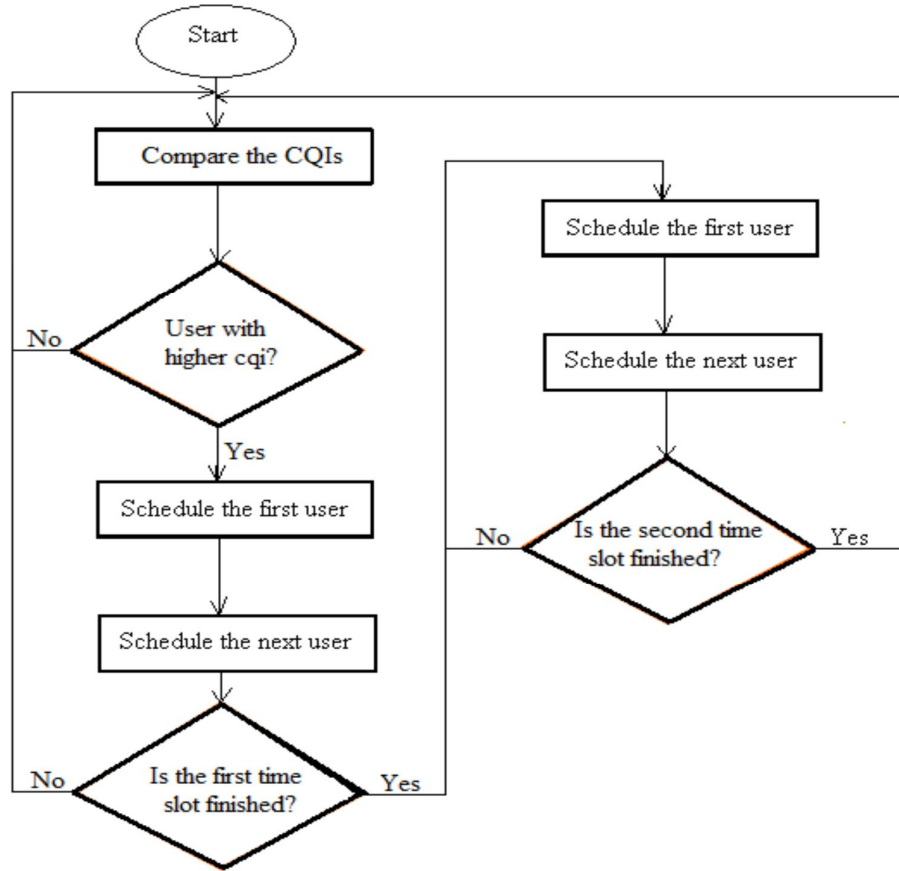 Start
Compare the CQIs
User with
higher cqi?
No
Yes
Schedule the first user
Schedule the next user
Is the first time
slot finished?
No
Yes
Schedule the first user
Schedule the next user
Is the second time
slot finished?
No
Yes